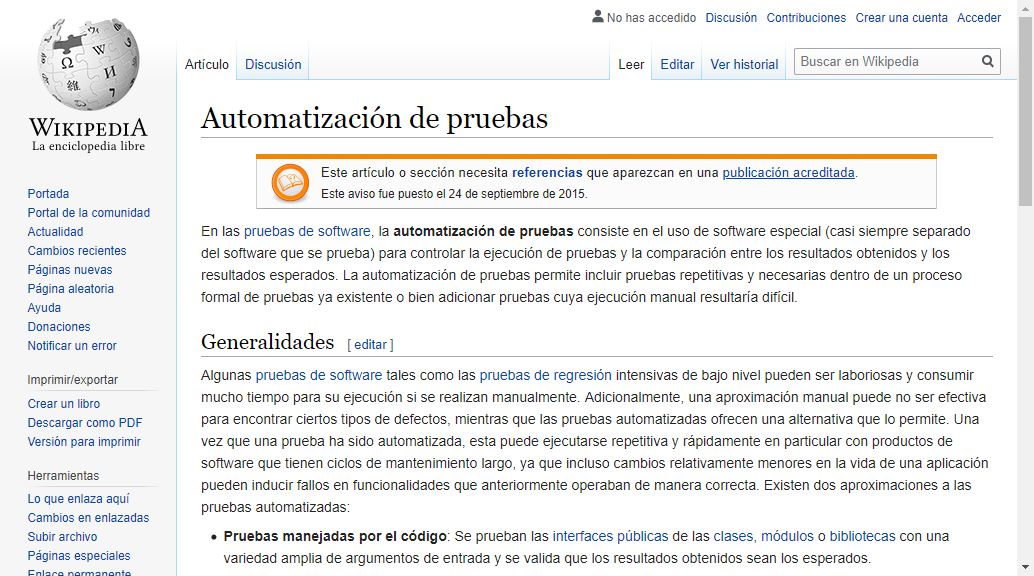 No ha accedido Discusión Contribuciones Crear una cuenta Acceder
Artículo Discusión Leer Editar Ver historial Buscar en Wikipedia
WIKIPEDIA
La enciclopedia libre
Portada
Portal de la comunidad
Actualidad
Cambios recientes
Páginas nuevas
Página aleatoria
Ayuda
Donaciones
Notificar un error
Imprimir/exportar
Crear un libro
Descargar como PDF
Versión para imprimir
Herramientas
Lo que enlaza aquí
Cambios en enlazadas
Subir archivo
Páginas especiales
Enlace permanente
Automatización de pruebas
Este artículo o sección necesita referencias que aparezcan en una publicación acreditada.
Este aviso fue puesto el 24 de septiembre de 2015.
En las pruebas de software, la automatización de pruebas consiste en el uso de software especial (casi siempre separado
del software que se prueba) para controlar la ejecución de pruebas y la comparación entre los resultados obtenidos y los
resultados esperados. La automatización de pruebas permite incluir pruebas repetitivas y necesarias dentro de un proceso
formal de pruebas ya existente o bien adicionar pruebas cuya ejecución manual resultaría difícil.
Generalidades [ editar ]
Algunas pruebas de software tales como las pruebas de regresión intensivas de bajo nivel pueden ser laboriosas y consumir
mucho tiempo para su ejecución si se realizan manualmente. Adicionalmente, una aproximación manual puede no ser efectiva
para encontrar ciertos tipos de defectos, mientras que las pruebas automatizadas ofrecen una alternativa que lo permite. Una
vez que una prueba ha sido automatizada, esta puede ejecutarse repetitiva y rápidamente en particular con productos de
software que tienen ciclos de mantenimiento largo, ya que incluso cambios relativamente menores en la vida de una aplicación
pueden inducir fallos en funcionalidades que anteriormente operaban de manera correcta. Existen dos aproximaciones a las
pruebas automatizadas:
• Pruebas manejadas por el código: Se prueban las interfaces públicas de las clases, módulos o bibliotecas con una
variedad amplia de argumentos de entrada y se valida que los resultados obtenidos sean los esperados.